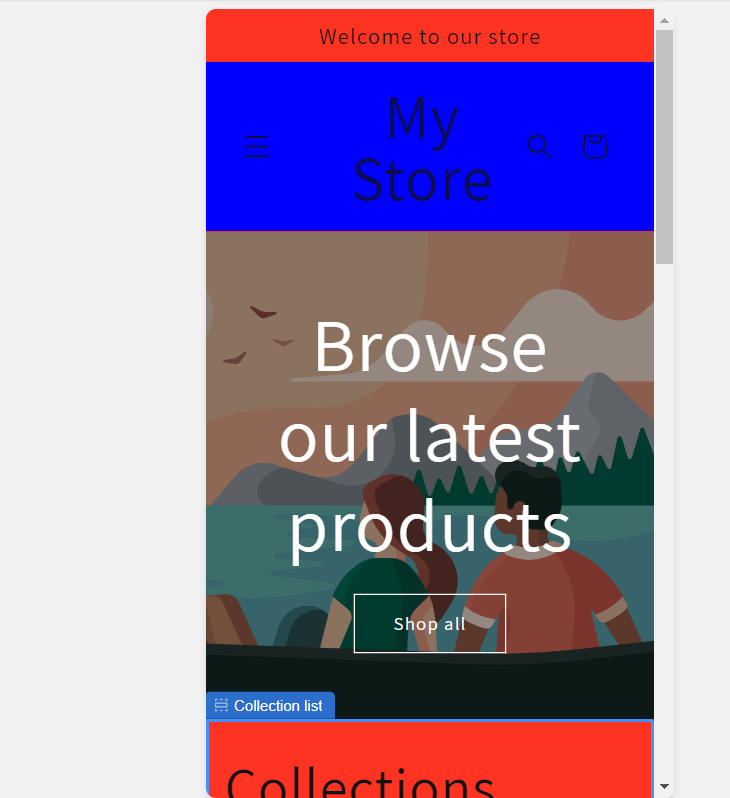 Welcome to our store
My
Store
Browse
our latest
products
Shop all
Collection list
Collections